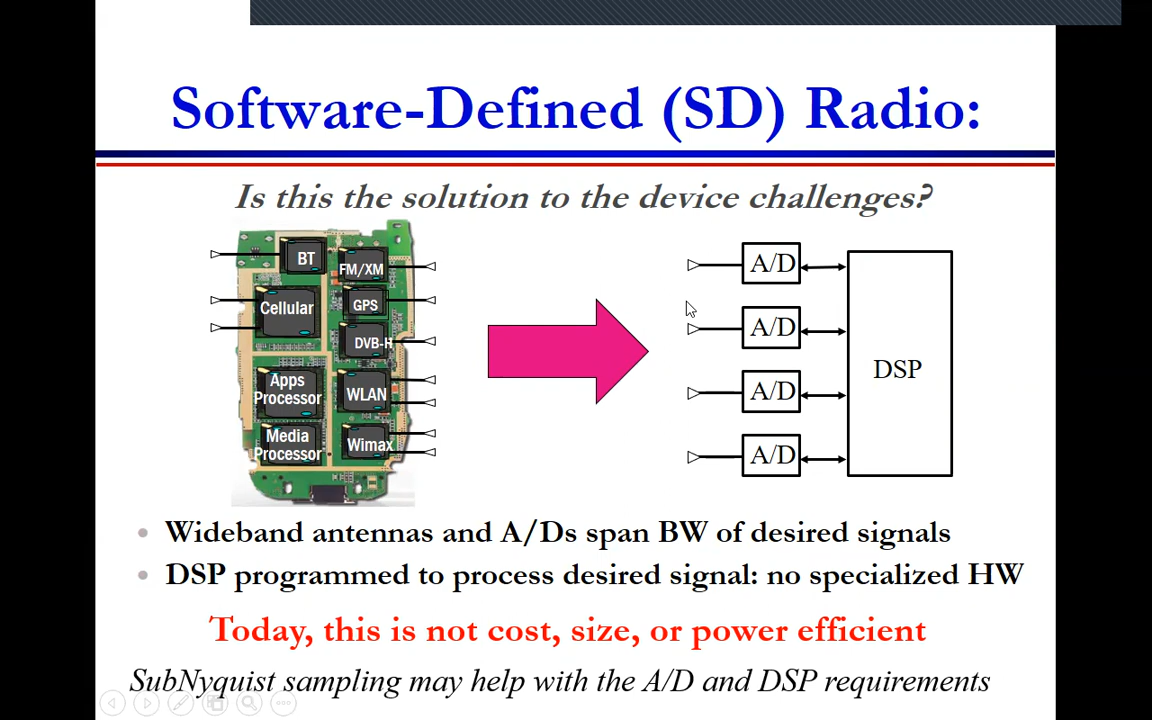 Software-Defined (SD) Radio:
Is this the solution to the device challenges?
BT
FM/XM
Cellular
GPS
DVB-H
Apps
Processor
WLAN
Media
Processor
Wimax
A/D
A/D
A/D
A/D
DSP
Wideband antennas and A/Ds span BW of desired signals
DSP programmed to process desired signal: no specialized HW
Today, this is not cost, size, or power efficient
SubNyquist sampling may help with the A/D and DSP requirements